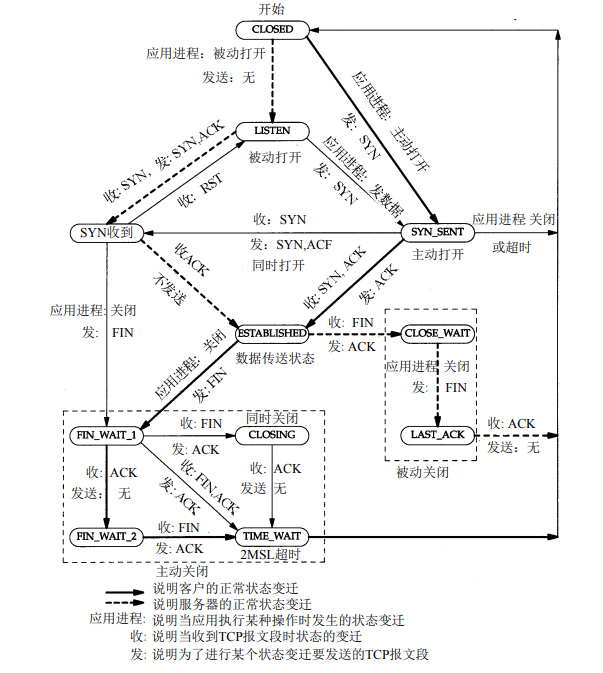 开始
CLOSED
应用进程：被动打开
发送：无
应用进程：主动打开
发：SYN
LISTEN
被动打开
收：SYN，发：SYN,ACK
收：RST
应用进程：发数据
发：SYN
SYN收到
收：SYN
发：SYN,ACF
同时打开
SYN_SENT
主动打开
应用进程 关闭
或超时
收ACK
不发送
收：SYN, ACK
发：ACK
应用进程: 关闭
发: FIN
ESTABLISHED
数据传送状态
收: FIN
发: ACK
CLOSE_WAIT
应用进程：关闭
发: FIN
应用进程 关闭
发: FIN
FIN_WAIT_1
收: FIN
发: ACK
同时关闭
CLOSING
LAST_ACK
收: ACK
发送：无
被动关闭
收: ACK
发送： 无
收: FIN,ACK
发: ACK
收: ACK
发送 无
FIN_WAIT_2
收: FIN
发: ACK
TIME_WAIT
2MSL超时
主动关闭
说明客户的正常状态变迁
说明服务器的正常状态变迁
应用进程: 说明当应用执行某种操作时发生的状态变迁
收: 说明当收到TCP报文段时状态的变迁
发: 说明为了进行某个状态变迁要发送的TCP报文段